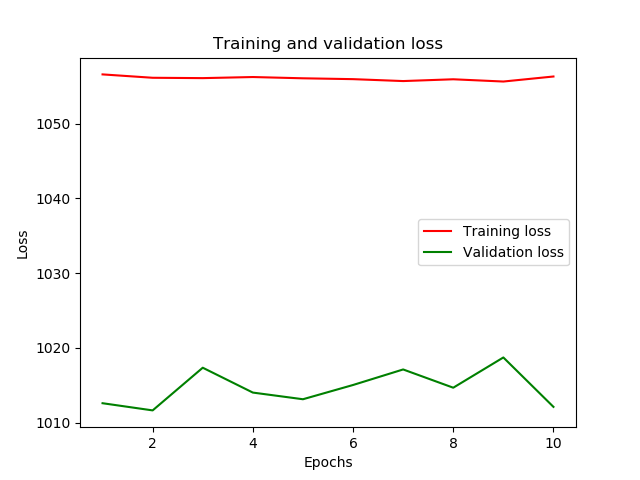 Training and validation loss
1050
1040
1030
1020
1010
Loss
Training loss
Validation loss
2
4
6
8
10
Epochs